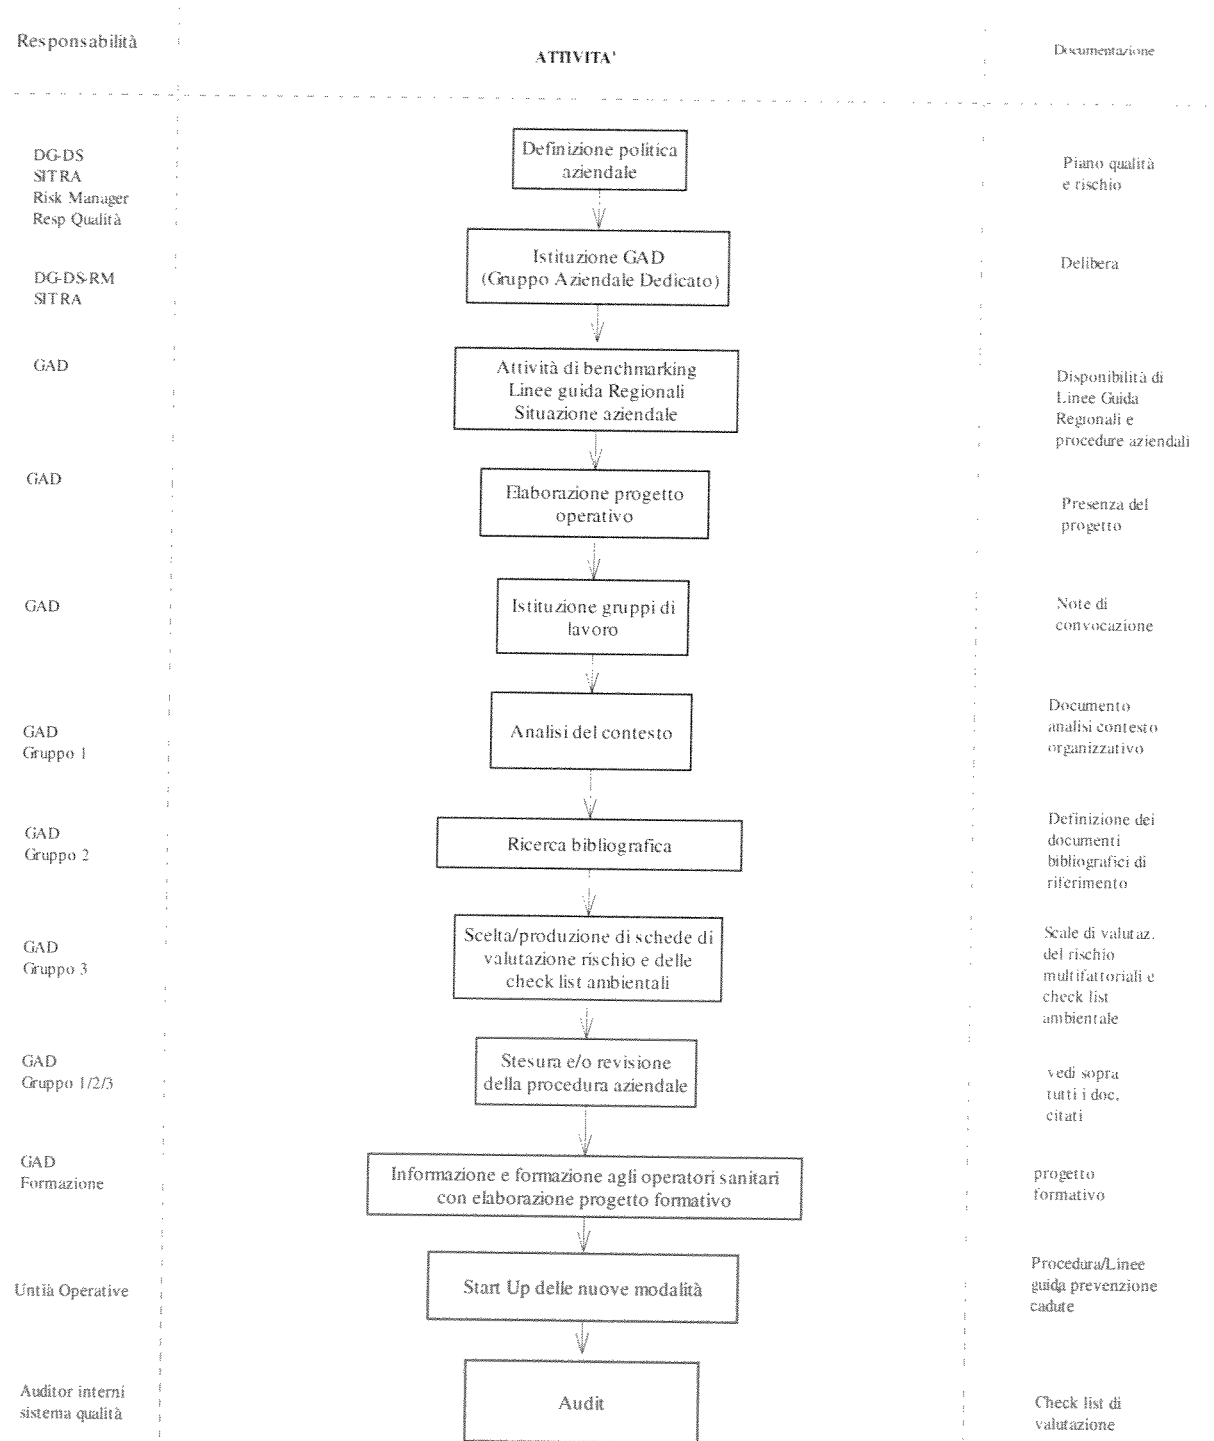 Responsabilità
ATTIVITA'
Documentazione
DG-DS
SITRA
Risk Manager
Resp Qualità
Definizione politica
aziendale
Piano qualità
e rischio
DG-DS-RM
SITRA
Istituzione GAD
(Gruppo Aziendale Dedicato)
Delibera
GAD
Attività di benchmarking
Linee guida Regionali
Situazione aziendale
Disponibilità di
Linee Guida
Regionali e
procedure aziendali
GAD
Elaborazione progetto
operativo
Presenza del
progetto
GAD
Istituzione gruppi di
lavoro
Note di
convocazione
GAD
Gruppo 1
Analisi del contesto
Documento
analisi contesto
organizzativo
GAD
Gruppo 2
Ricerca bibliografica
Definizione dei
documenti
bibliografici di
riferimento
GAD
Gruppo 3
Scelta/produzione di schede di
valutazione rischio e delle
check list ambientali
Scale di valutaz.
del rischio
multifattoriali e
check list
ambientale
GAD
Gruppo 1/2/3
Stesura e/o revisione
della procedura aziendale
vedi sopra
tutti i doc.
citati
GAD
Formazione
Informazione e formazione agli operatori sanitari
con elaborazione progetto formativo
progetto
formativo
Untià Operative
Start Up delle nuove modalità
Procedura/Linee
guida prevenzione
cadute
Auditor interni
sistema qualità
Audit
Check list di
valutazione